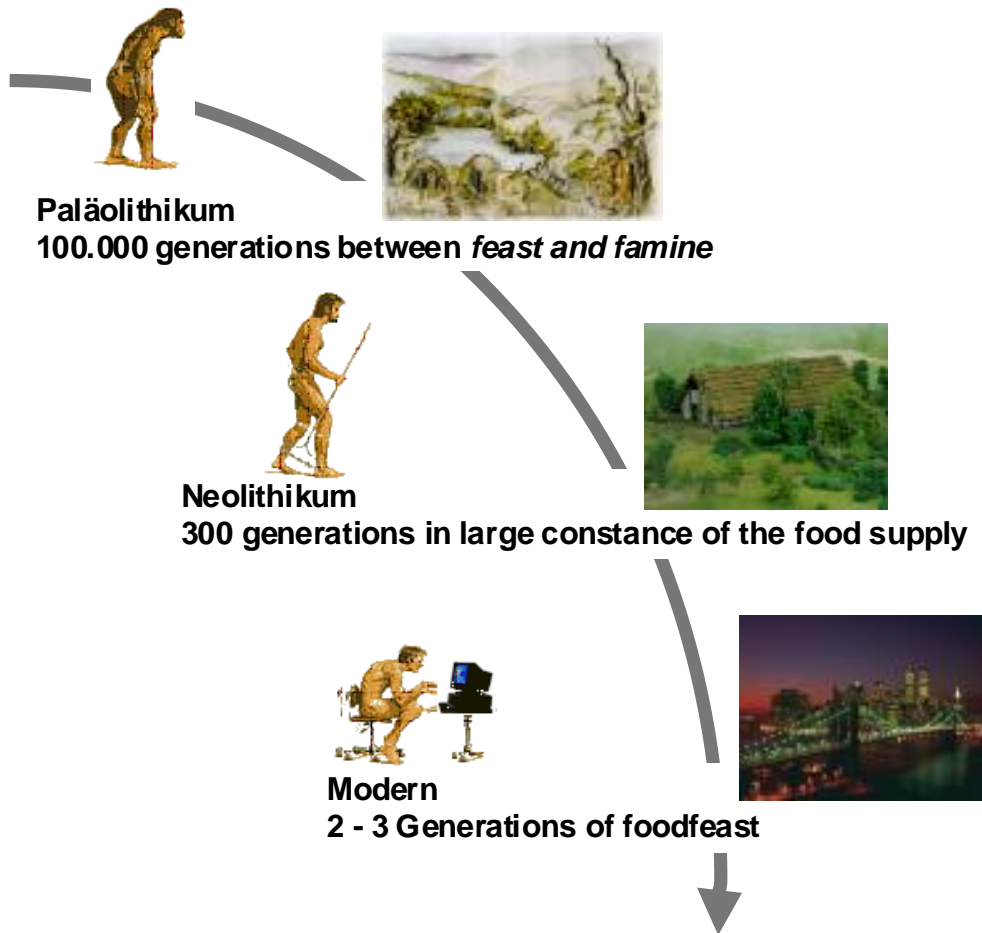 Paläolithikum
100.000 generations between feast and famine
Neolithikum
300 generations in large constance of the food supply
Modern
2 - 3 Generations of foodfeast